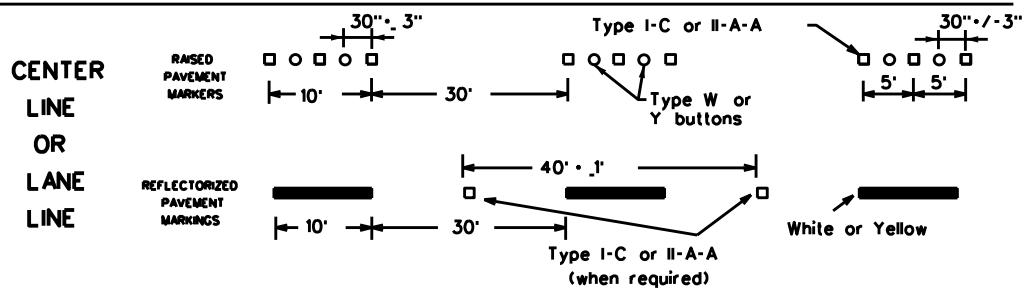 CENTER
LINE
OR
LANE
LINE
RAISED
PAVEMENT
MARKERS
30"·_ 3"
Type I-C or II-A-A
30"·/-3"
10'
30'
Type W or
Y buttons
5'
5'
REFLECTORIZED
PAVEMENT
MARKINGS
40' · _1'
10'
30'
Type I-C or II-A-A
(when required)
White or Yellow